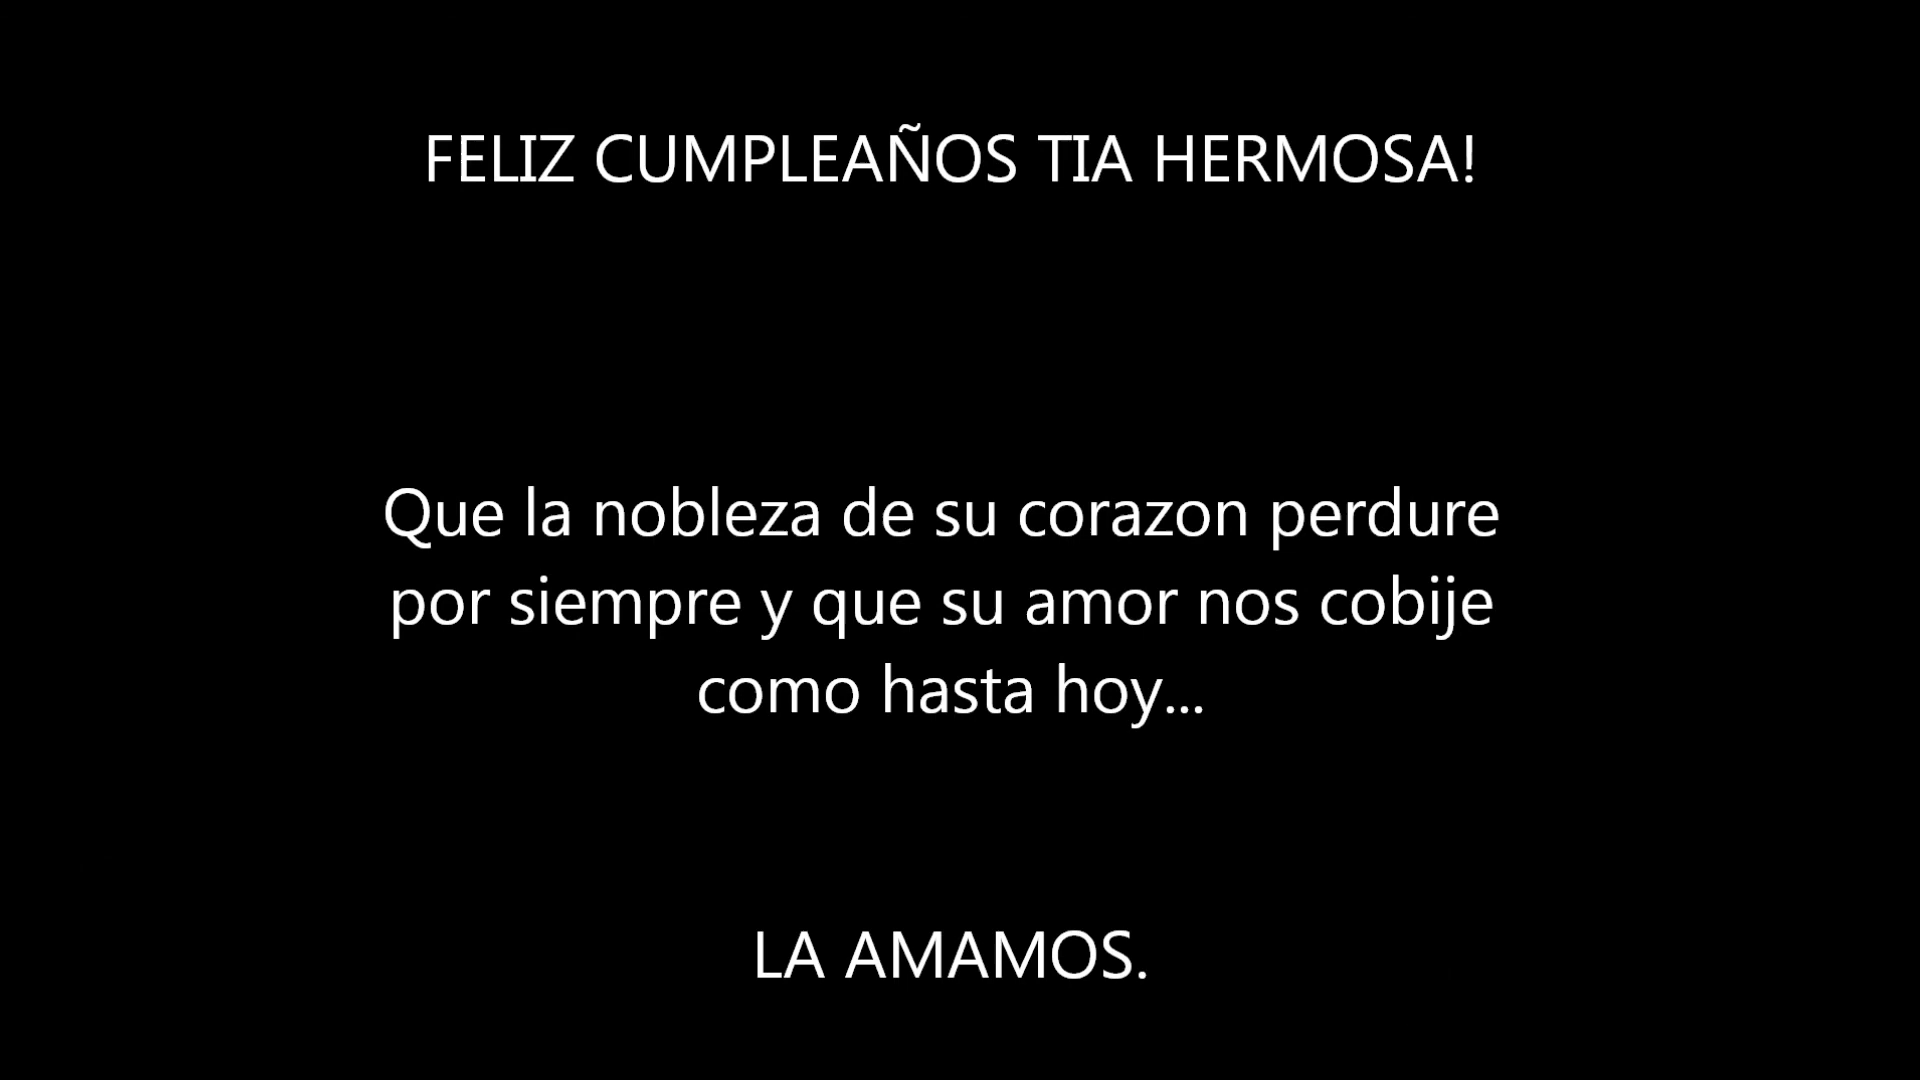 FELIZ CUMPLEAÑOS TIA HERMOSA!
Que la nobleza de su corazon perdure
por siempre y que su amor nos cobije
como hasta hoy...
LA AMAMOS.